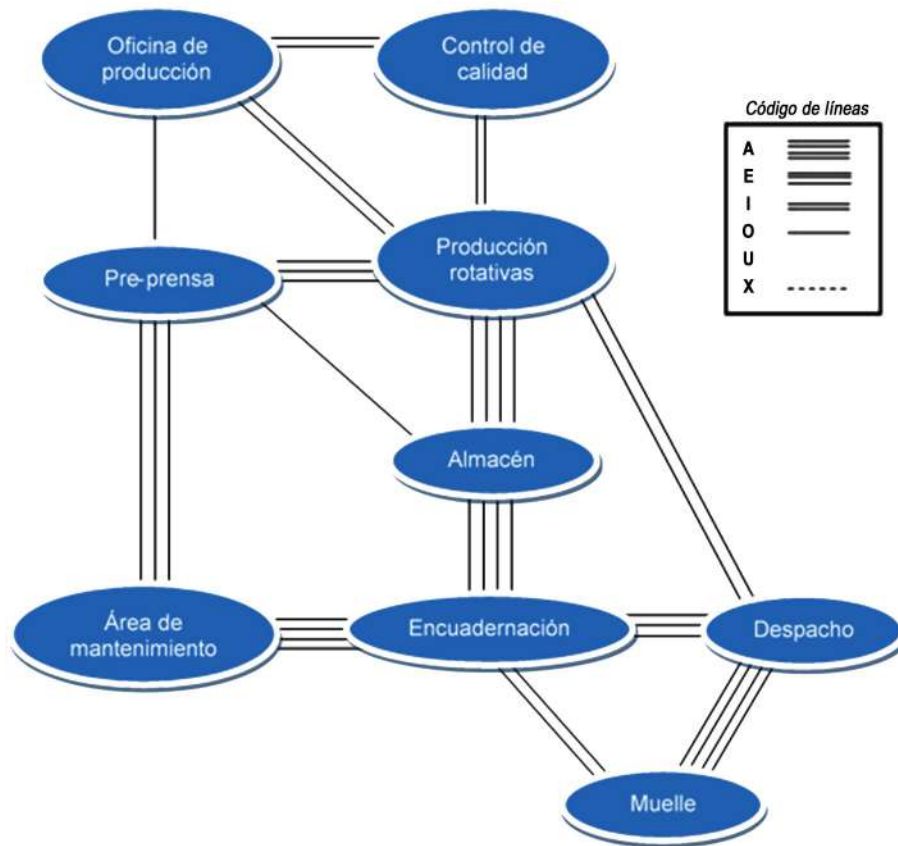 Oficina de
producción
Control de
calidad
Código de líneas
A
E
I
O
U
X
Pre-prensa
Producción
rotativas
Almacén
Área de
mantenimiento
Encuadernación
Despacho
Muelle